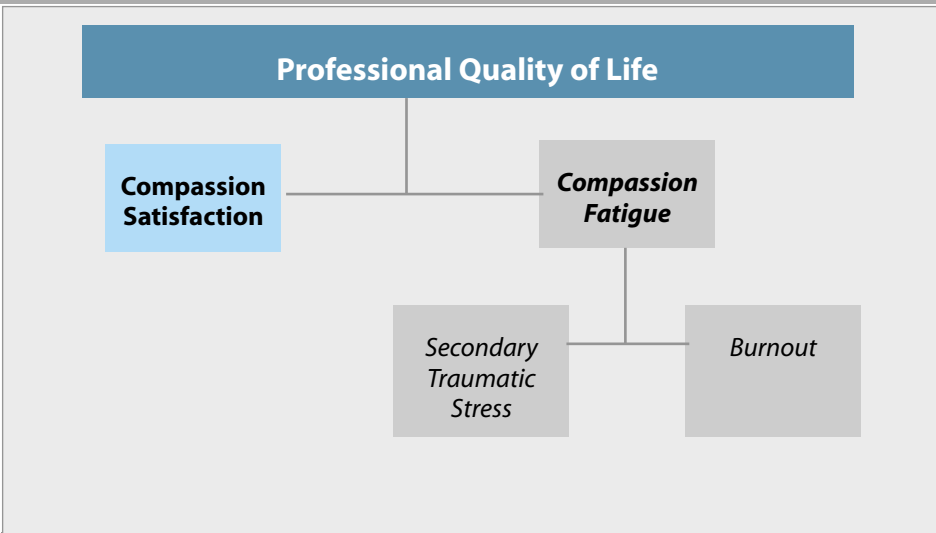 Professional Quality of Life
Compassion
Satisfaction
Compassion
Fatigue
Secondary
Traumatic
Stress
Burnout